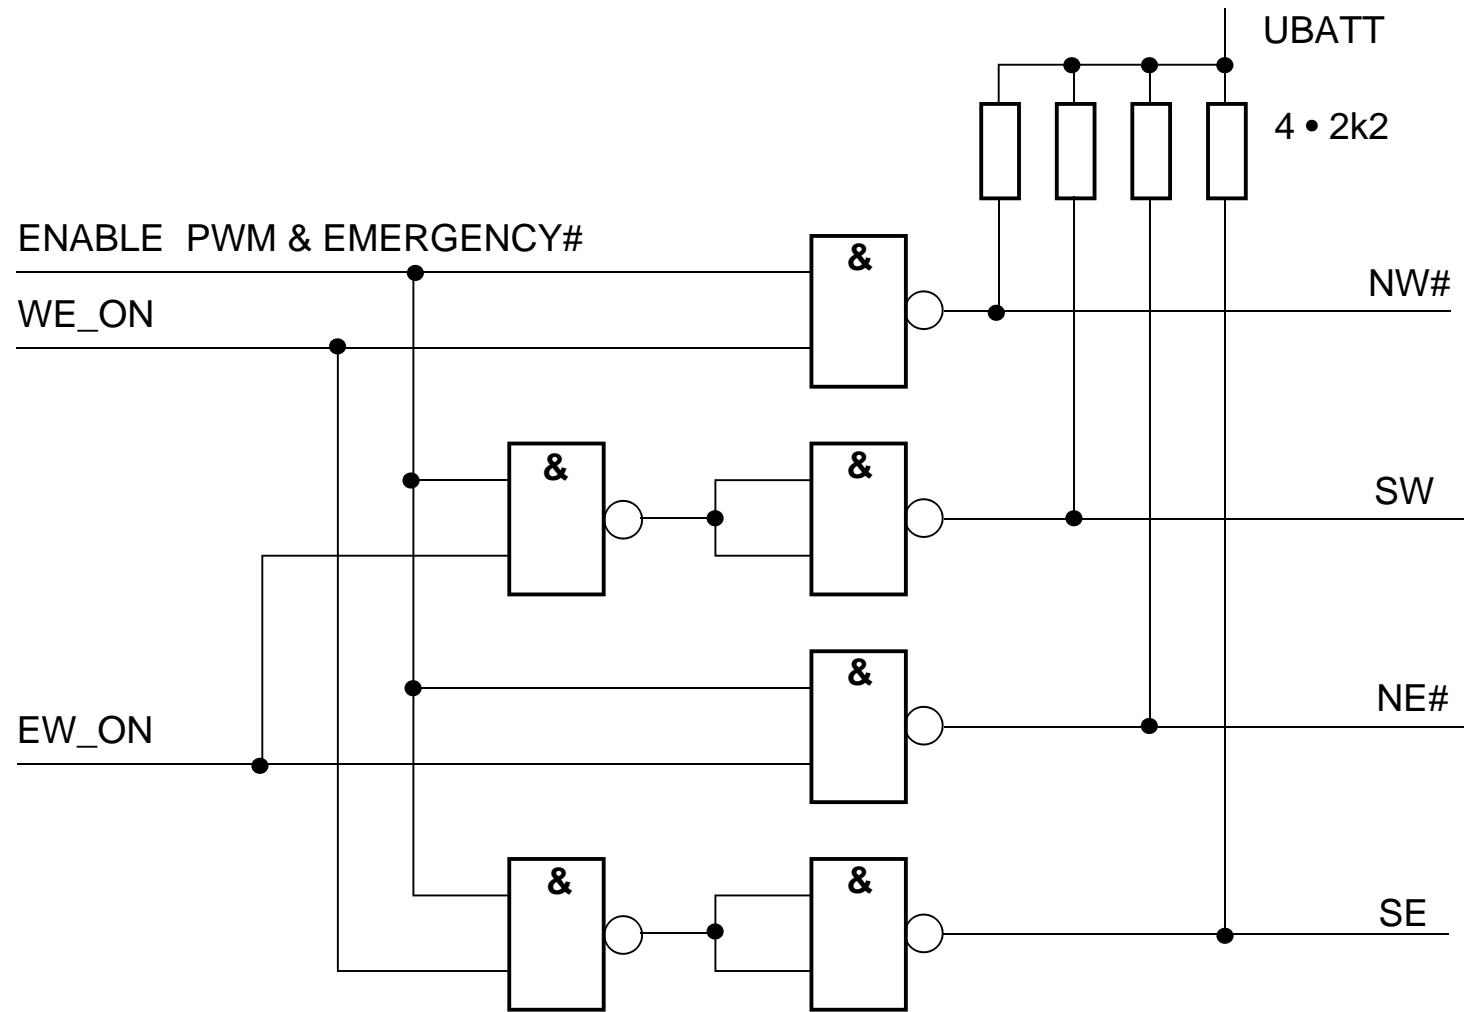 UBATT
4 • 2k2
ENABLE PWM & EMERGENCY#
&
NW#
WE_ON
&
&
SW
&
NE#
EW_ON
&
&
SE